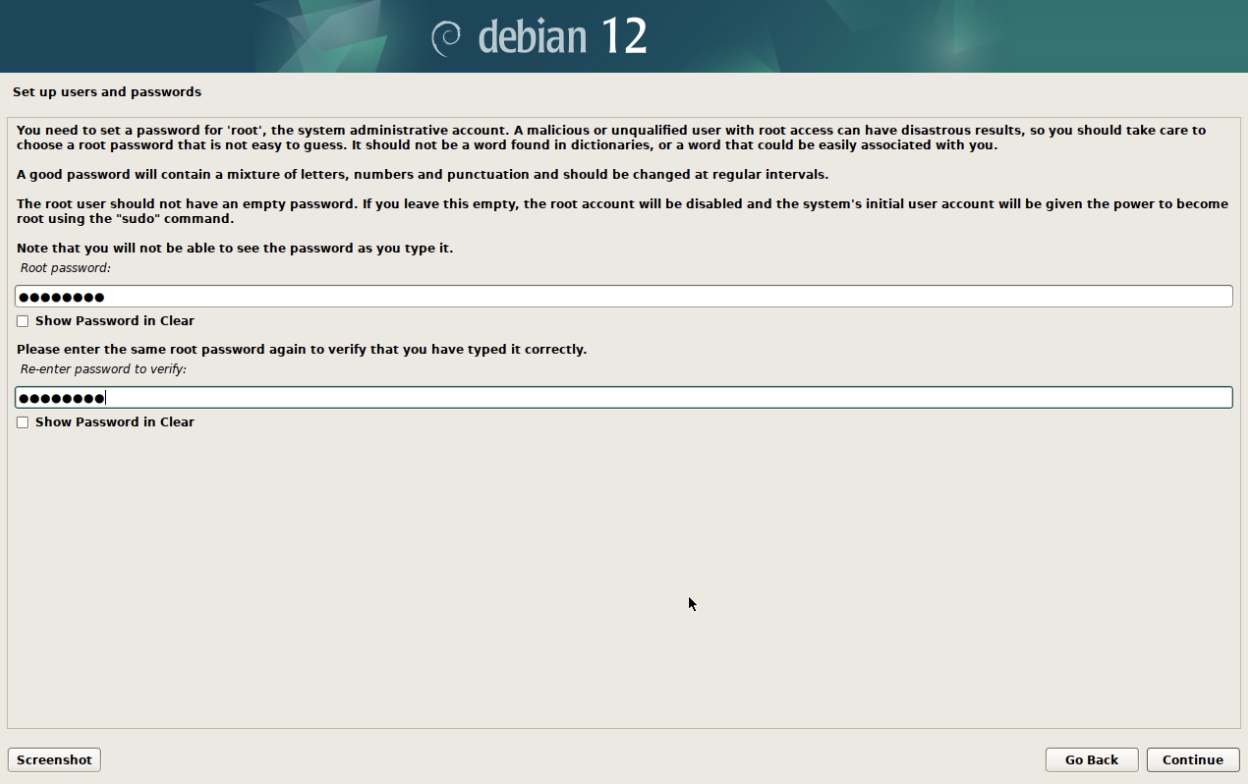 debian 12
Set up users and passwords
You need to set a password for 'root', the system administrative account. A malicious or unqualified user with root access can have disastrous results, so you should take care to
choose a root password that is not easy to guess. It should not be a word found in dictionaries, or a word that could be easily associated with you.
A good password will contain a mixture of letters, numbers and punctuation and should be changed at regular intervals.
The root user should not have an empty password. If you leave this empty, the root account will be disabled and the system's initial user account will be given the power to become
root using the "sudo" command.
Note that you will not be able to see the password as you type it.
Root password:
●●●●●●●●
Show Password in Clear
Please enter the same root password again to verify that you have typed it correctly.
Re-enter password to verify:
●●●●●●●●
Show Password in Clear
Screenshot
Go Back
Continue